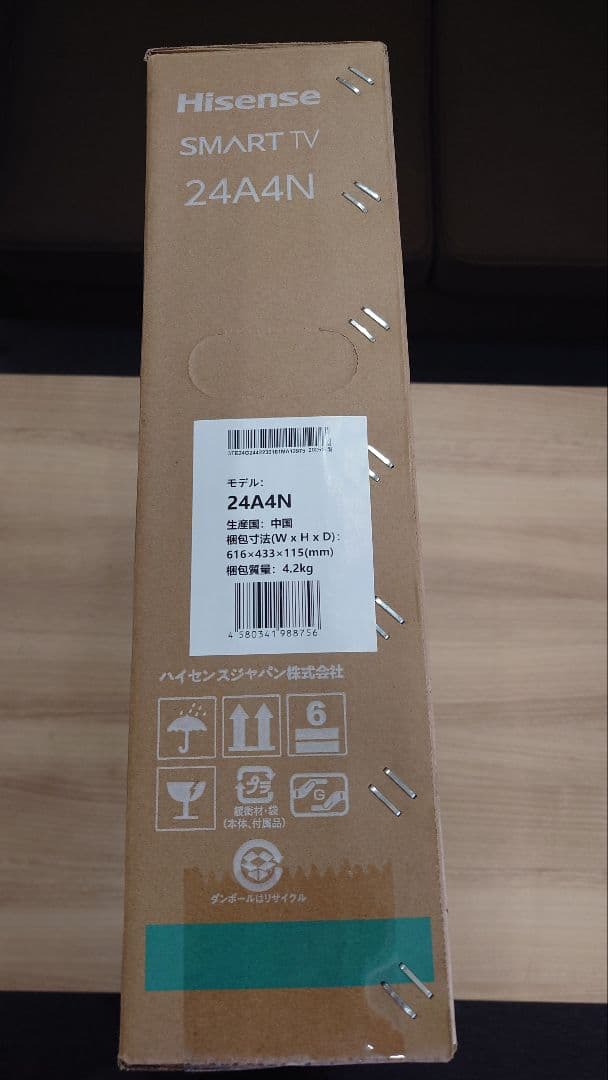 Hisense
SMART TV
24A4N
モデル:
24A4N
生産国: 中国
梱包寸法(W x H x D):
616×433×115(mm)
梱包質量: 4.2kg
4 580341 988756
ハイセンスジャパン株式会社
6
プラ
G
緩衝材・袋
(本体、付属品)
ダンボールはリサイクル